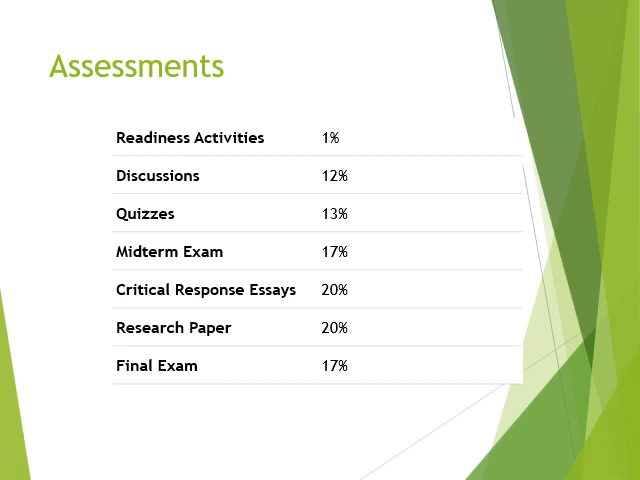 Assessments
Readiness Activities 1%
Discussions 12%
Quizzes 13%
Midterm Exam 17%
Critical Response Essays 20%
Research Paper 20%
Final Exam 17%